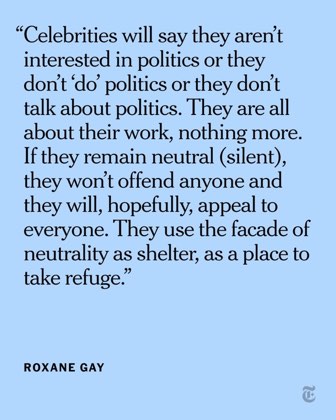 “Celebrities will say they aren’t
interested in politics or they
don’t ‘do’ politics or they don’t
talk about politics. They are all
about their work, nothing more.
If they remain neutral (silent),
they won’t offend anyone and
they will, hopefully, appeal to
everyone. They use the facade of
neutrality as shelter, as a place to
take refuge.”
ROXANE GAY
T